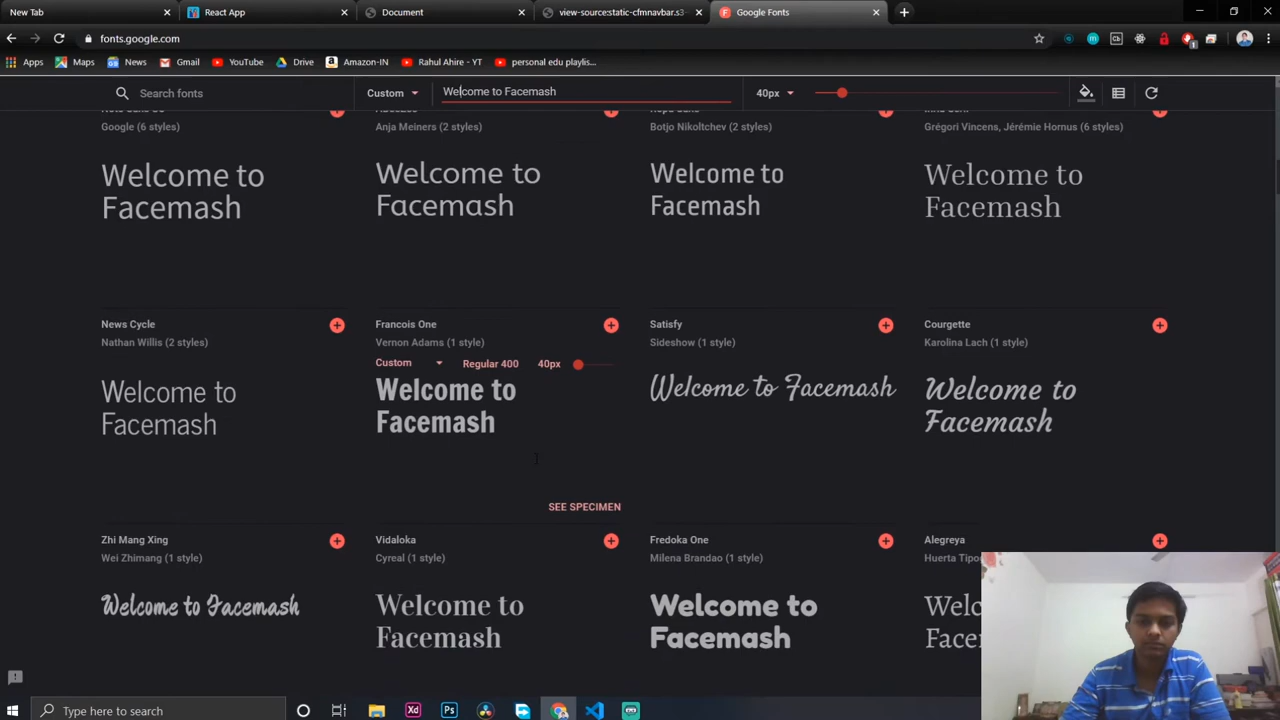 New Tab
React App
Document
view-source:static-cfmnavbar.s3-
Google Fonts
fonts.google.com
Apps
Maps
News
Gmail
YouTube
Drive
Amazon-IN
Rahul Ahire - YT
personal edu playlis...
Search fonts
Custom
Welcome to Facemash
40px
Google (6 styles)
Anja Meiners (2 styles)
Botjo Nikoltchev (2 styles)
Grégori Vincens, Jérémie Hornus (6 styles)
Welcome to
Facemash
Welcome to
Facemash
Welcome to
Facemash
Welcome to
Facemash
News Cycle
Nathan Willis (2 styles)
Welcome to
Facemash
Francois One
Vernon Adams (1 style)
Custom
Regular 400
40px
Welcome to
Facemash
SEE SPECIMEN
Satisfy
Sideshow (1 style)
Welcome to Facemash
Courgette
Karolina Lach (1 style)
Welcome to
Facemash
Zhi Mang Xing
Wei Zhimang (1 style)
Welcome to Facemash
Vidaloka
Cyreal (1 style)
Welcome to
Facemash
Fredoka One
Milena Brandao (1 style)
Welcome to
Facemash
Alegreya
Huerta Tipo
Welc
Facem
Type here to search